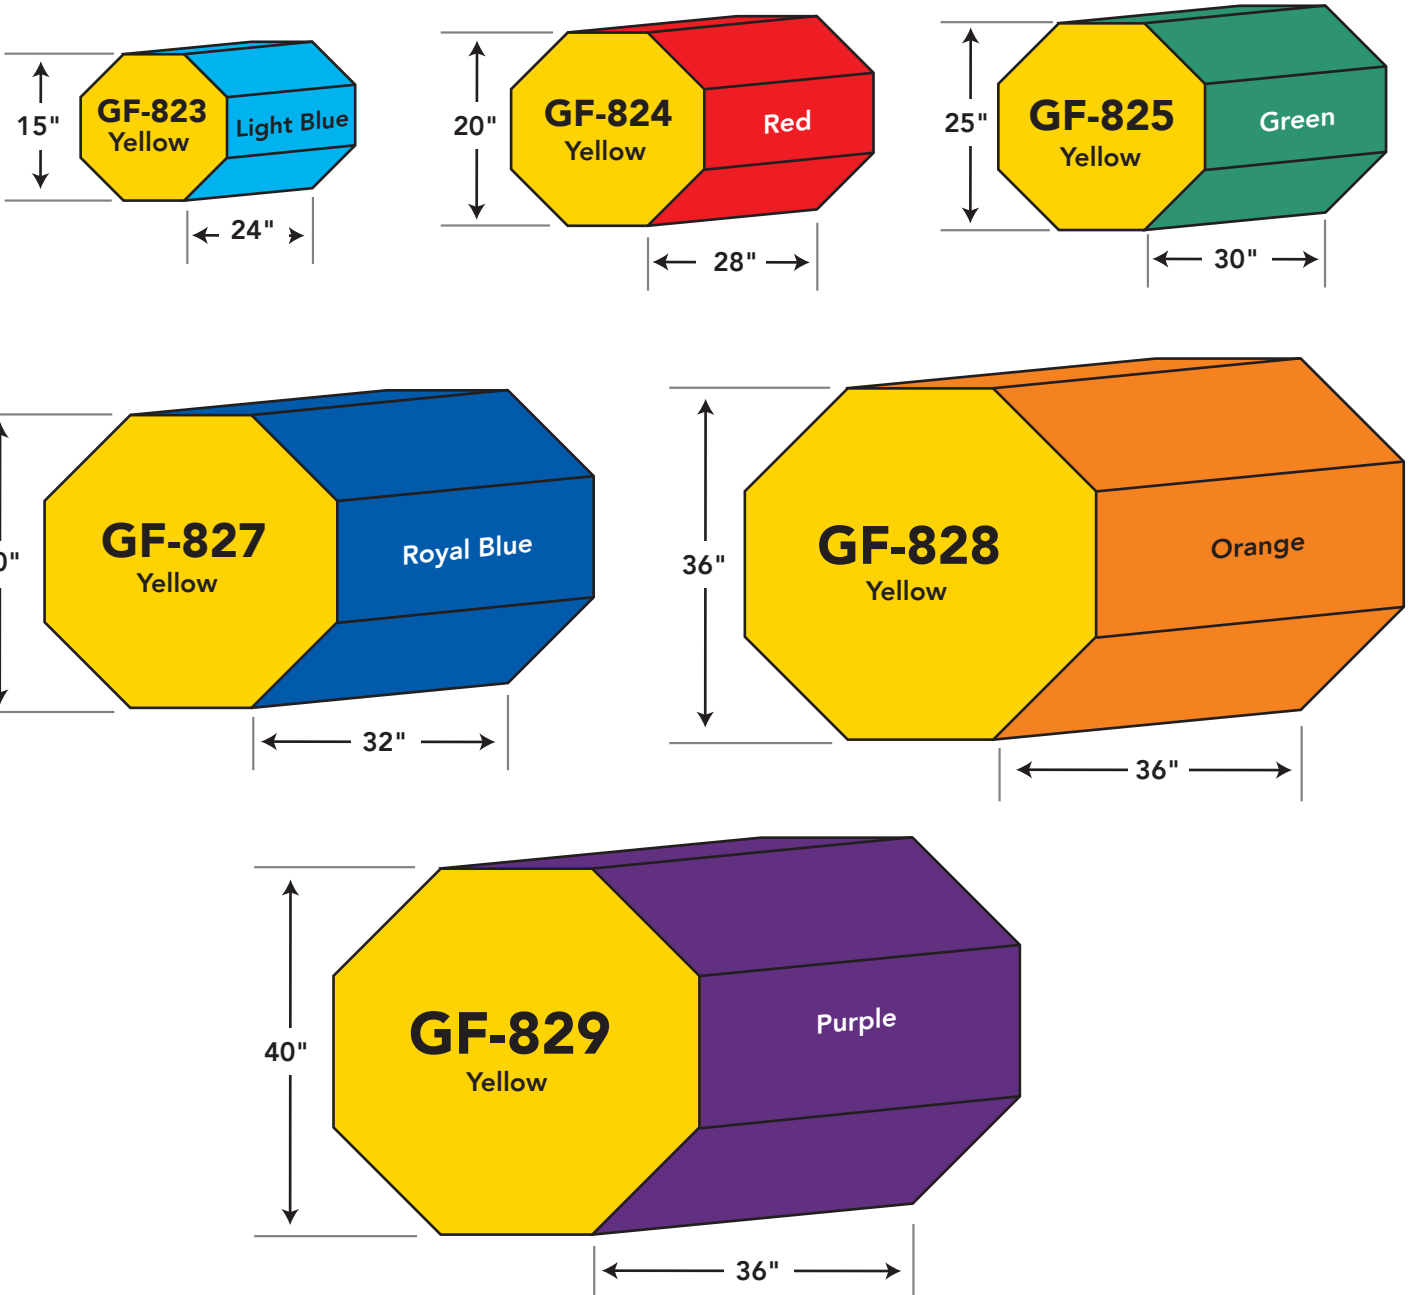 15"
GF-823
Yellow
Light Blue
24"
20"
GF-824
Yellow
Red
28"
25"
GF-825
Yellow
Green
30"
0"
GF-827
Yellow
Royal Blue
32"
36"
GF-828
Yellow
Orange
36"
40"
GF-829
Yellow
Purple
36"